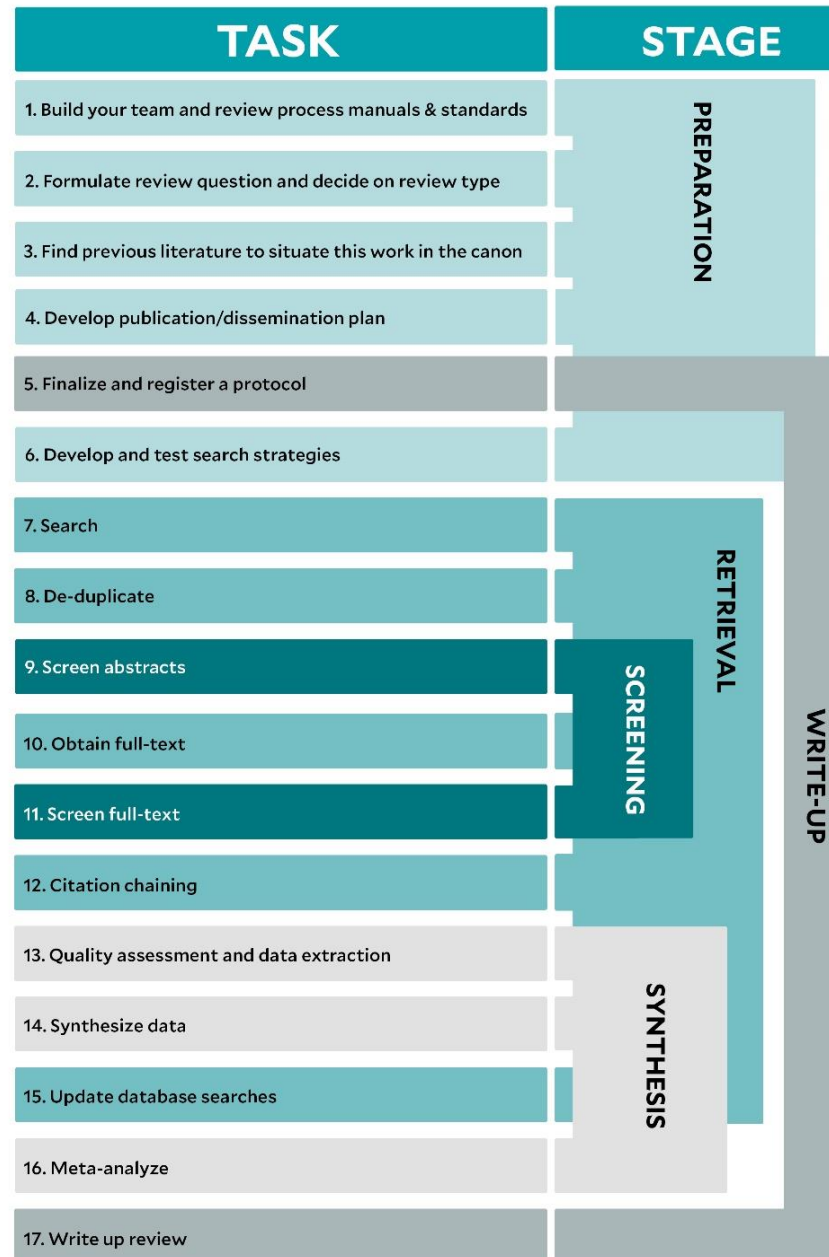 TASK
STAGE
1. Build your team and review process manuals & standards
2. Formulate review question and decide on review type
3. Find previous literature to situate this work in the canon
4. Develop publication/dissemination plan
PREPARATION
5. Finalize and register a protocol
6. Develop and test search strategies
7. Search
8. De-duplicate
9. Screen abstracts
10. Obtain full-text
11. Screen full-text
12. Citation chaining
RETRIEVAL
SCREENING
WRITE-UP
13. Quality assessment and data extraction
14. Synthesize data
15. Update database searches
16. Meta-analyze
SYNTHESIS
17. Write up review